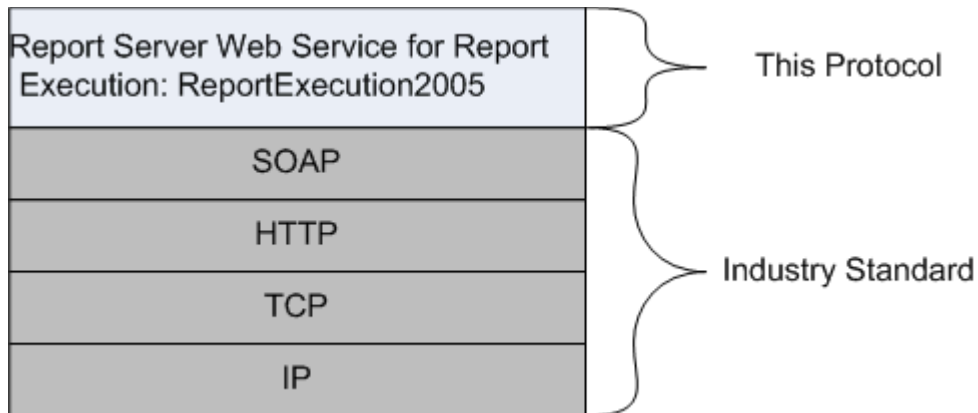 Report Server Web Service for Report
Execution: ReportExecution2005
This Protocol
SOAP
HTTP
TCP
IP
Industry Standard